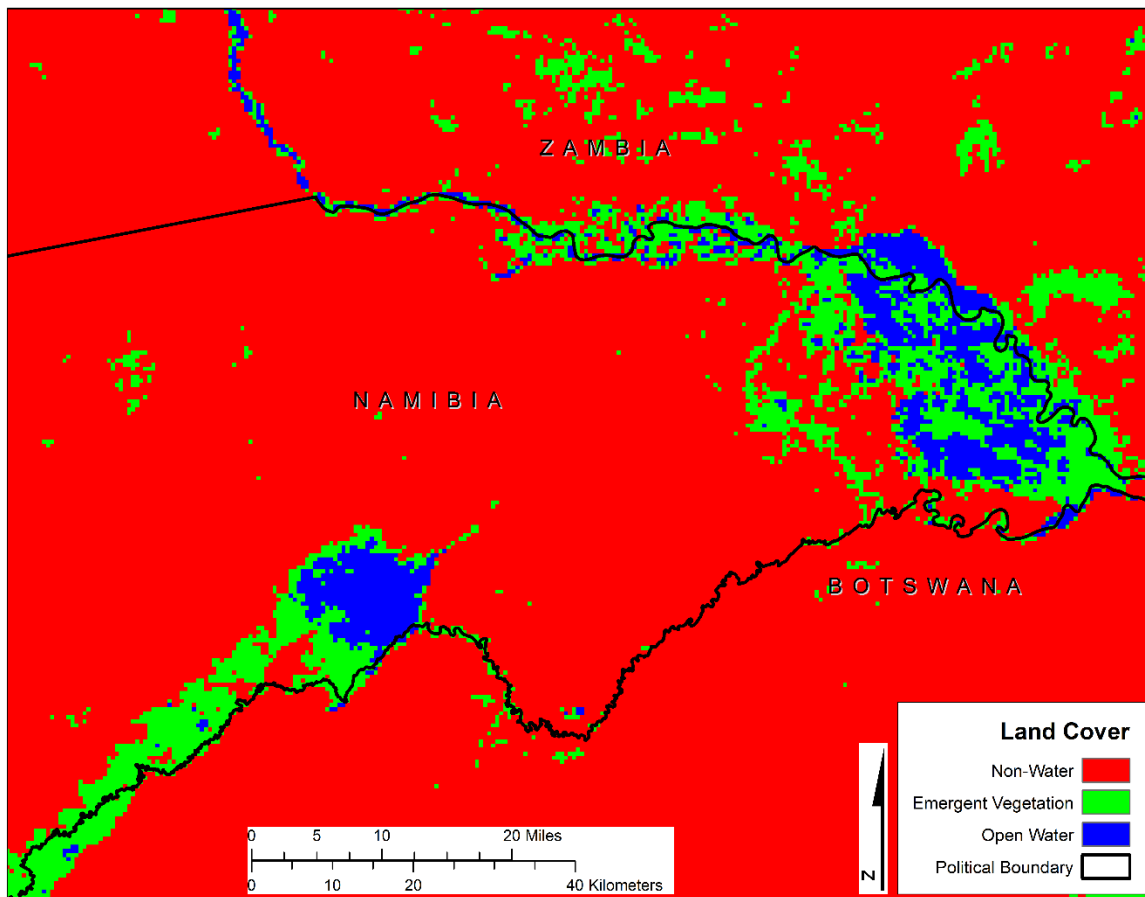 ZAMBIA
NAMIBIA
BOTSWANA
Land Cover
Non-Water
Emergent Vegetation
Open Water
Political Boundary
0 5 10 20 Miles
0 10 20 40 Kilometers
N